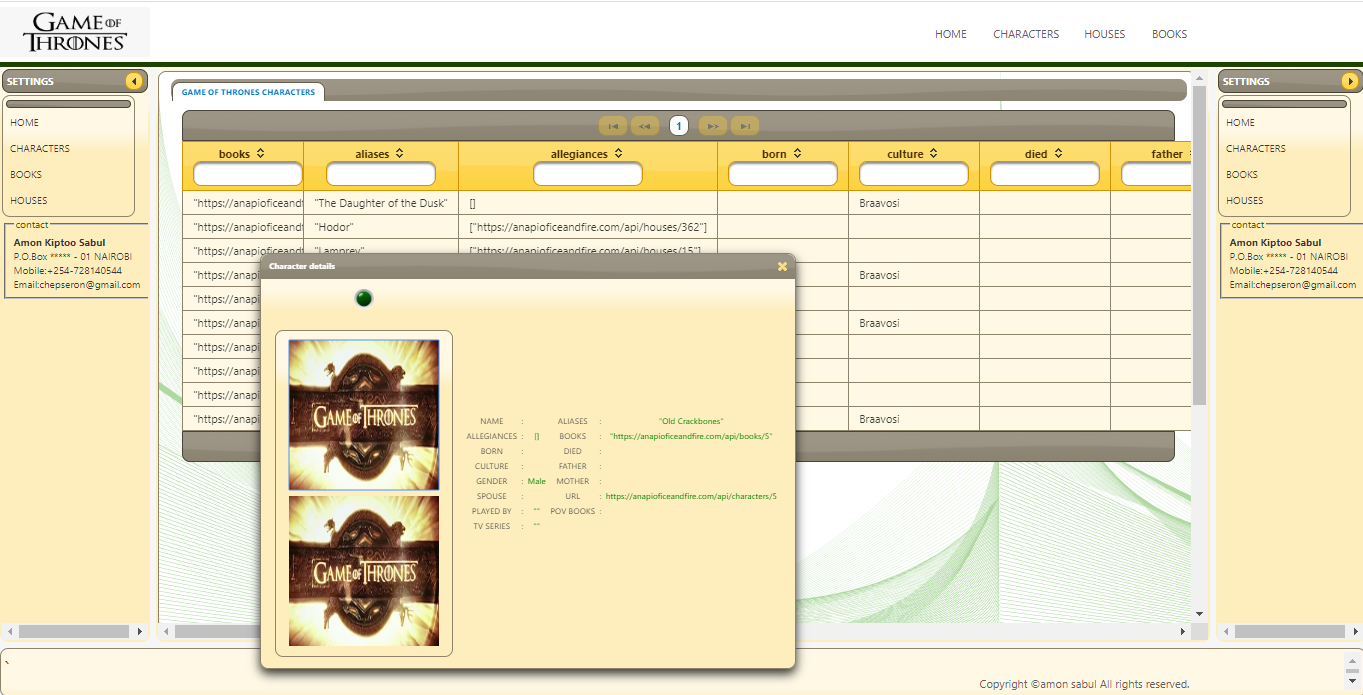 GAME OF THRONES
HOME CHARACTERS HOUSES BOOKS
SETTINGS
HOME
CHARACTERS
BOOKS
HOUSES
contact
Amon Kiptoo Sabul
P.O.Box ***** - 01 NAIROBI
Mobile:+254-728140544
Email:chepseron@gmail.com
GAME OF THRONES CHARACTERS
1
books aliases allegiances born culture died father
"https://anapioficeandf "The Daughter of the Dusk" [] Braavosi
"https://anapioficeandf "Hodor" ["https://anapioficeandfire.com/api/houses/362"]
"https://anapioficeandf "Lamprey" ["https://anapioficeandfire.com/api/houses/15"]
"https://anapi Braavosi
"https://anapi
"https://anapi Braavosi
"https://anapi
"https://anapi
"https://anapi
"https://anapi Braavosi
Character details
GAME OF THRONES
GAME OF THRONES
NAME : ALIASES : "Old Crackbones"
ALLEGIANCES : [] BOOKS : "https://anapioficeandfire.com/api/books/5"
BORN : DIED :
CULTURE : FATHER :
GENDER : Male MOTHER :
SPOUSE : URL : https://anapioficeandfire.com/api/characters/5
PLAYED BY : "" POV BOOKS :
TV SERIES : ""
SETTINGS
HOME
CHARACTERS
BOOKS
HOUSES
contact
Amon Kiptoo Sabul
P.O.Box ***** - 01 NAIROBI
Mobile:+254-728140544
Email:chepseron@gmail.com
`
Copyright ©amon sabul All rights reserved.